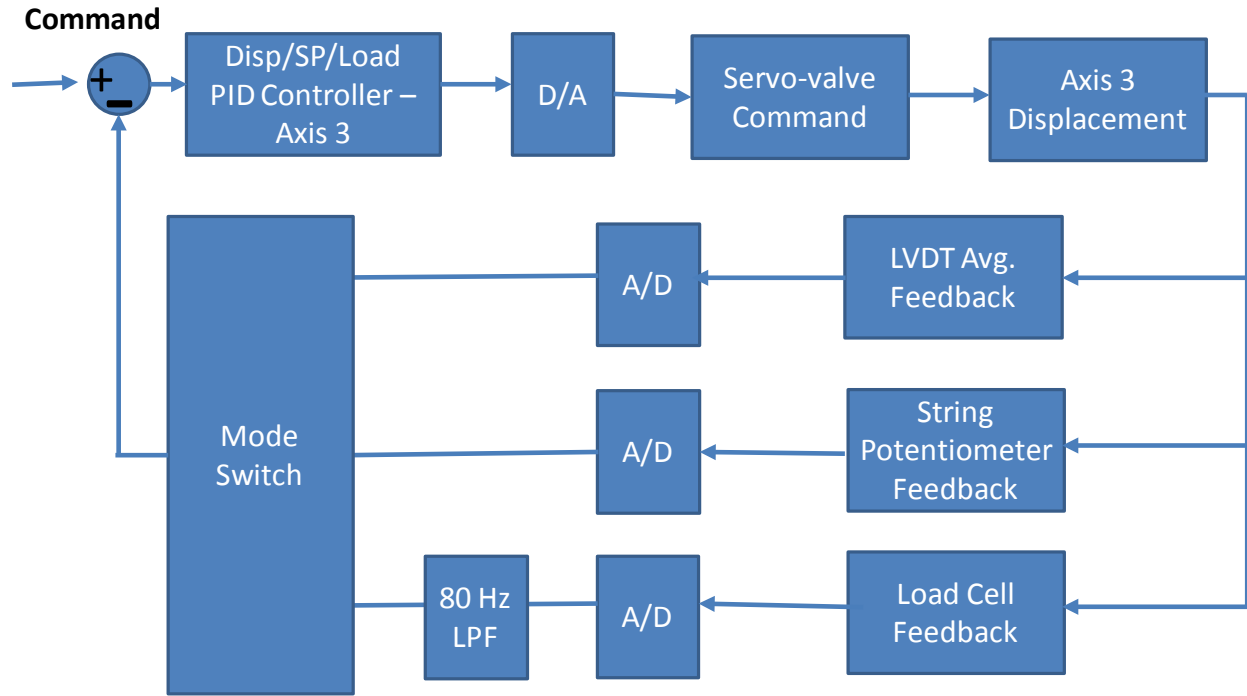 Command
+
-
Disp/SP/Load
PID Controller –
Axis 3
D/A
Servo-valve
Command
Axis 3
Displacement
Mode
Switch
A/D
LVDT Avg.
Feedback
A/D
String
Potentiometer
Feedback
80 Hz
LPF
A/D
Load Cell
Feedback